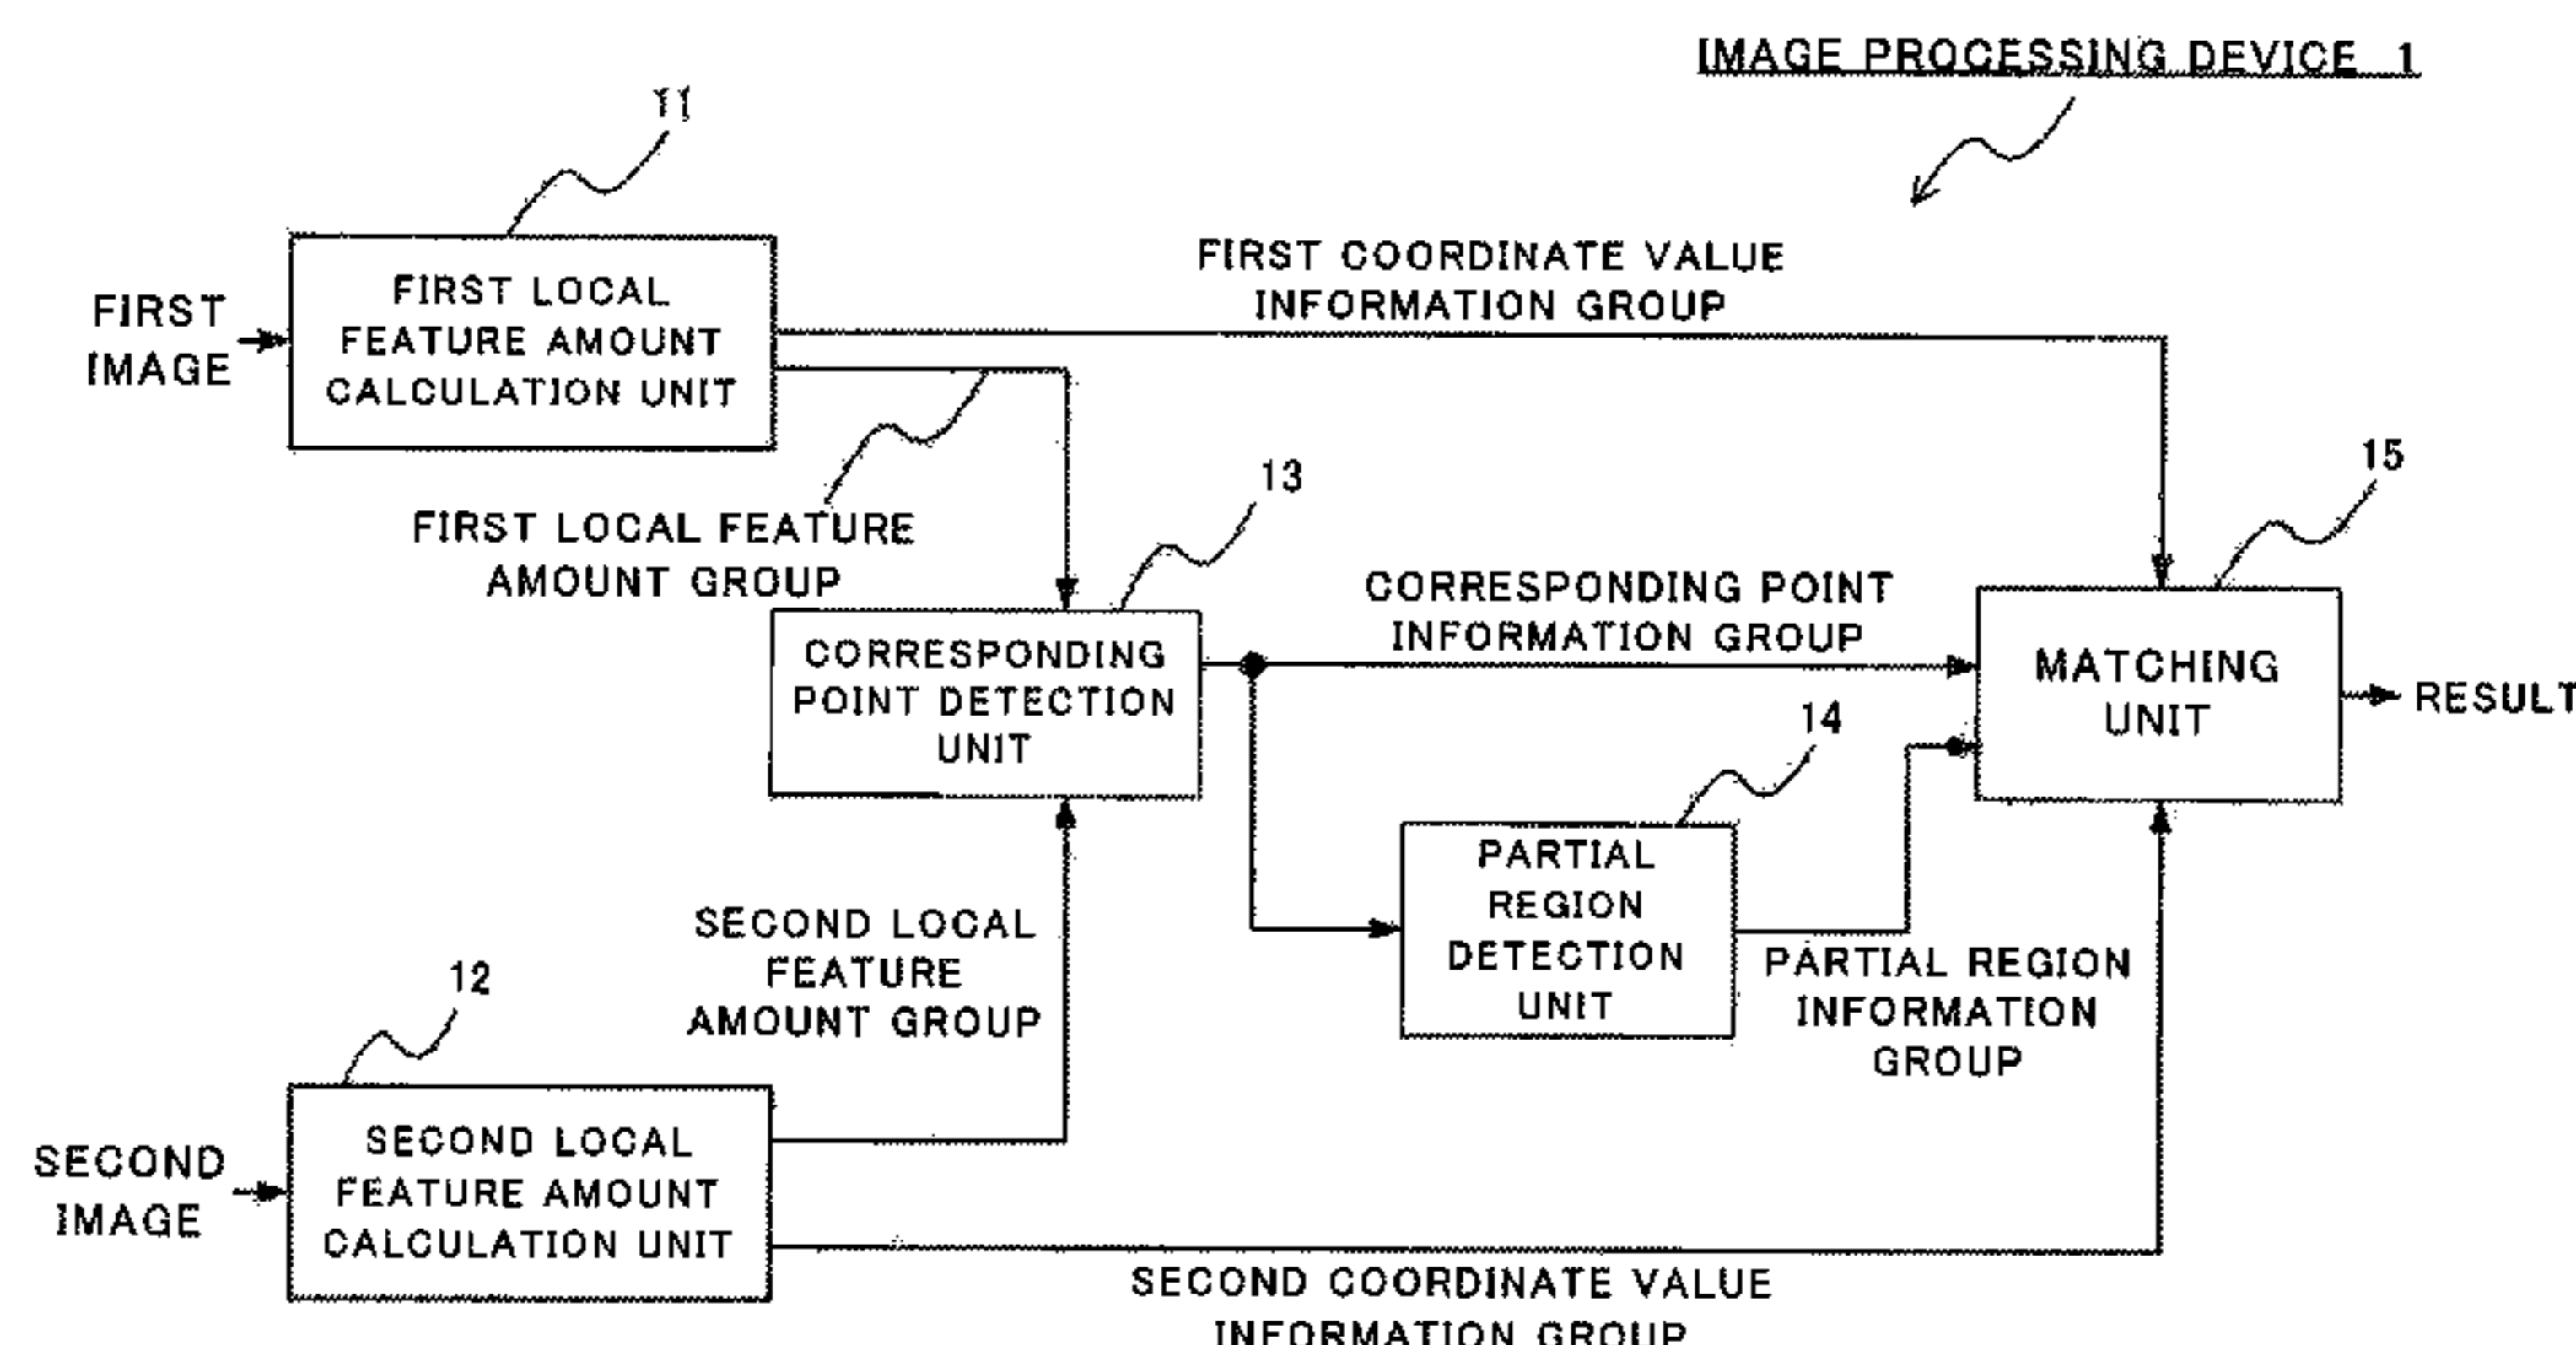 IMAGE PROCESSING DEVICE 1
11
FIRST COORDINATE VALUE
INFORMATION GROUP
FIRST
IMAGE
FIRST LOCAL
FEATURE AMOUNT
CALCULATION UNIT
FIRST LOCAL FEATURE
AMOUNT GROUP
13
15
CORRESPONDING POINT
INFORMATION GROUP
CORRESPONDING
POINT DETECTION
UNIT
MATCHING
UNIT
RESULT
14
PARTIAL
REGION
DETECTION
UNIT
SECOND LOCAL
FEATURE
AMOUNT GROUP
PARTIAL REGION
INFORMATION
GROUP
12
SECOND
IMAGE
SECOND LOCAL
FEATURE AMOUNT
CALCULATION UNIT
SECOND COORDINATE VALUE
INFORMATION GROUP